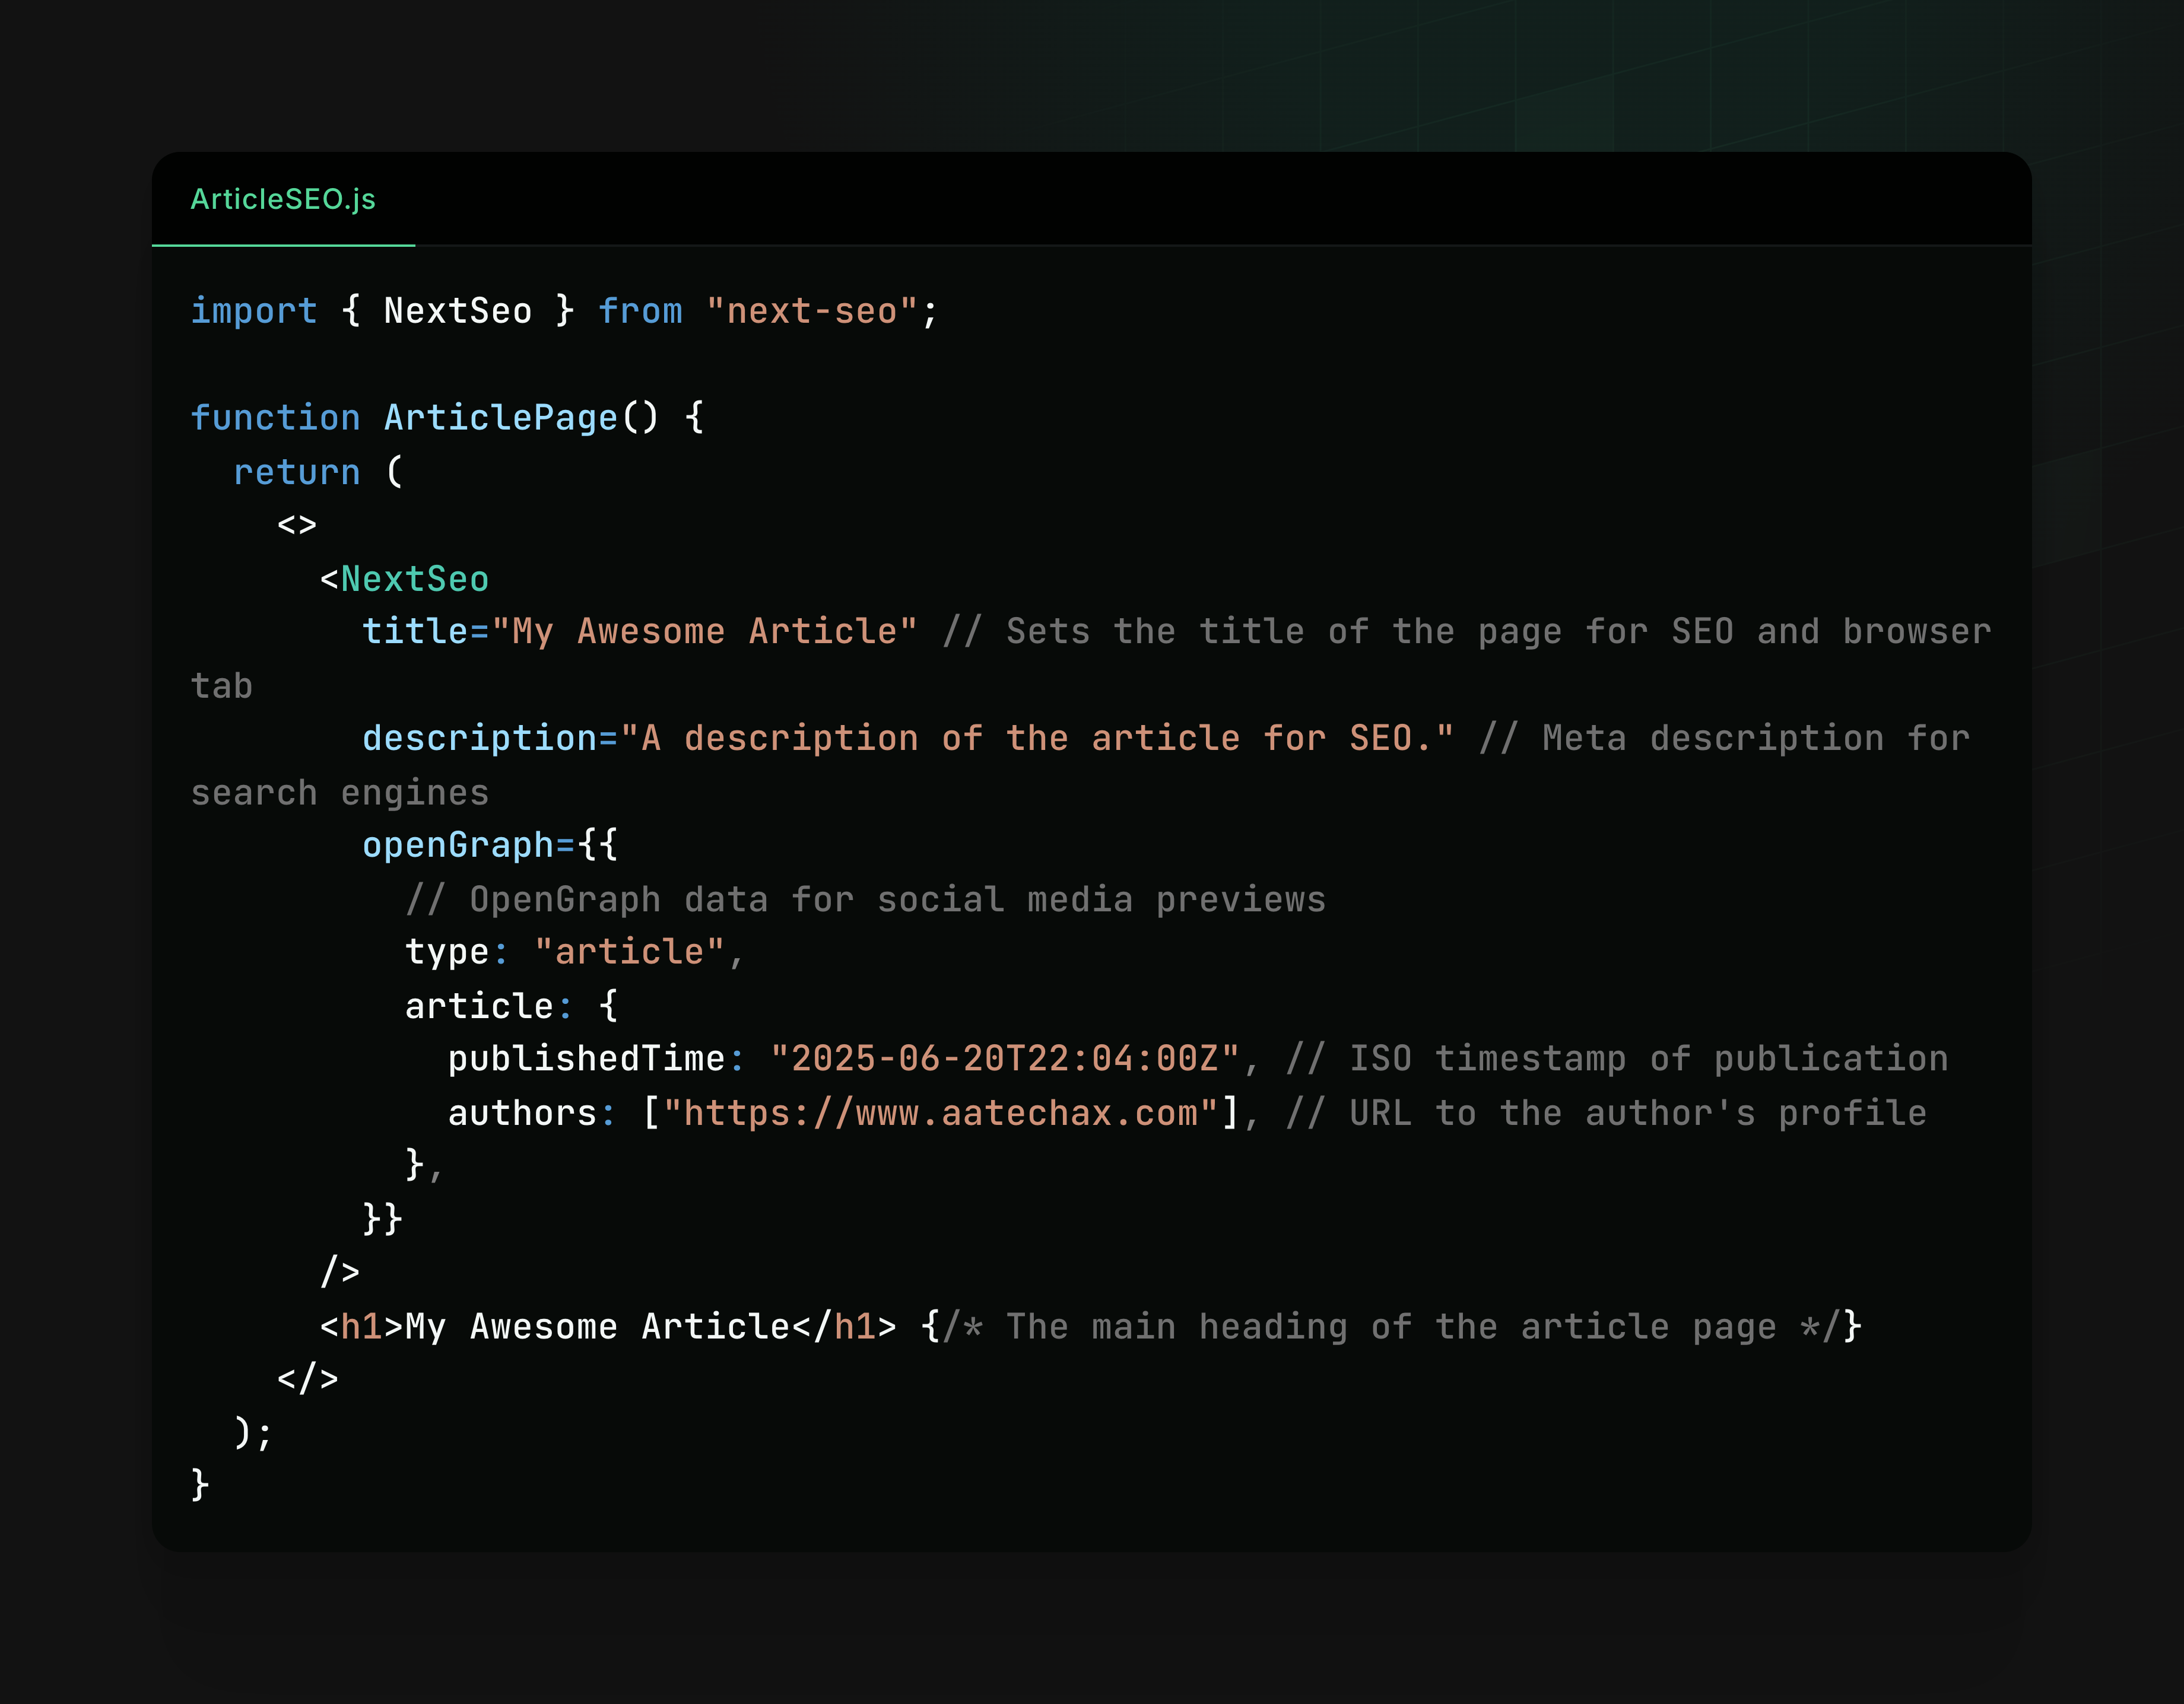 ArticleSEO.js
import { NextSeo } from "next-seo";
function ArticlePage() {
  return (
    <>
      <NextSeo
        title="My Awesome Article" // Sets the title of the page for SEO and browser
tab
        description="A description of the article for SEO." // Meta description for
search engines
        openGraph={{
          // OpenGraph data for social media previews
          type: "article",
          article: {
            publishedTime: "2025-06-20T22:04:00Z", // ISO timestamp of publication
            authors: ["https://www.aatechax.com"], // URL to the author's profile
          },
        }}
      />
      <h1>My Awesome Article</h1> {/* The main heading of the article page */}
    </>
  );
}